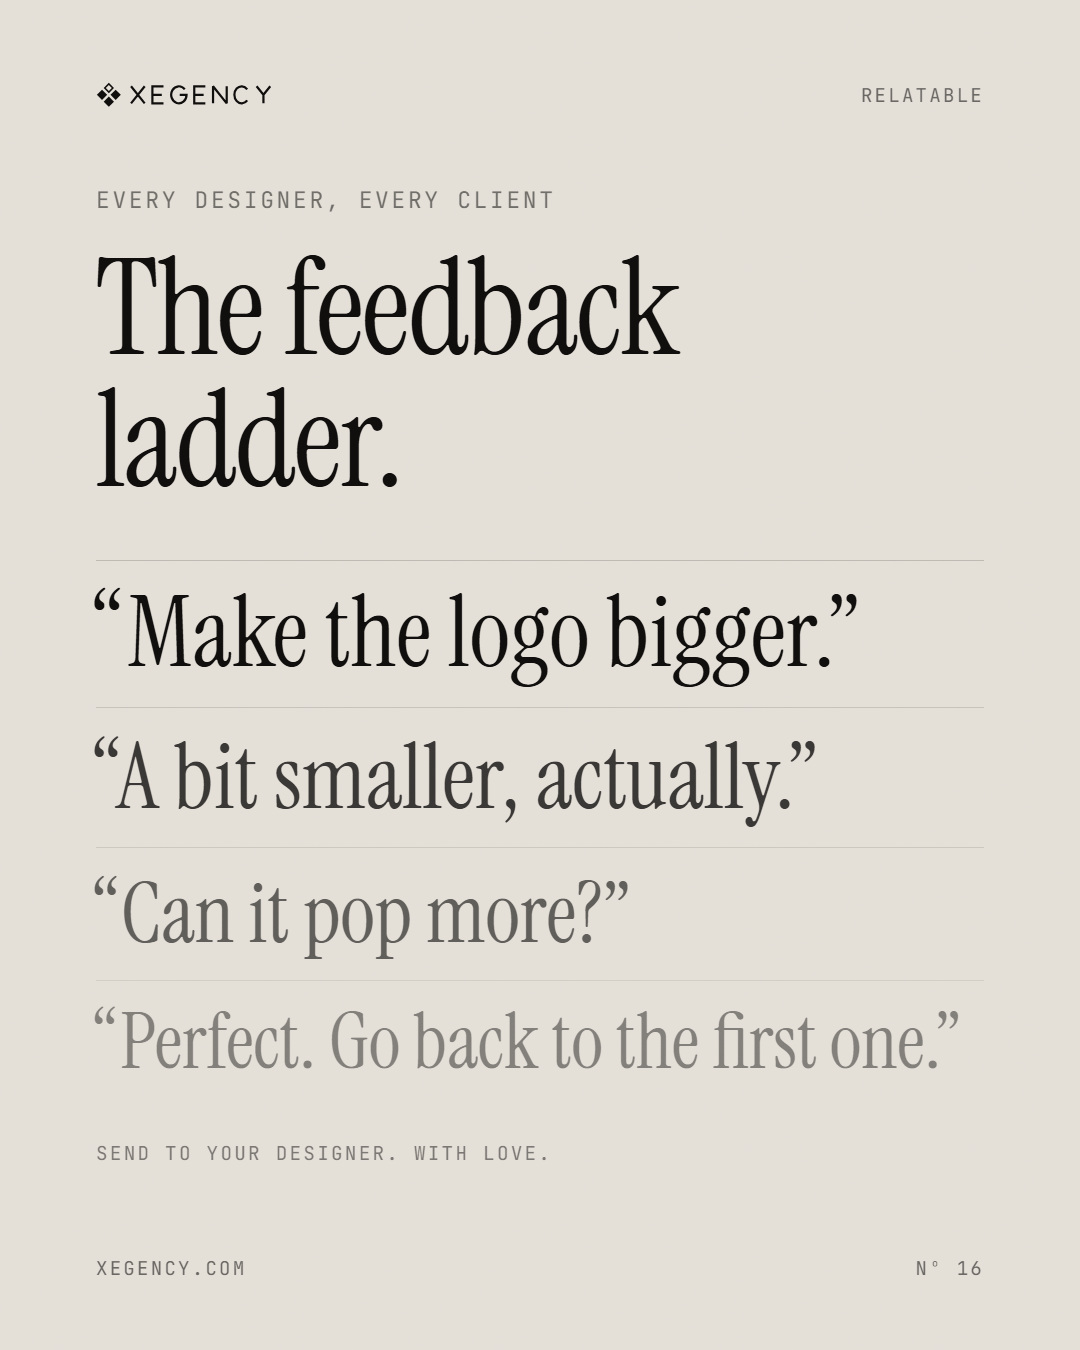 XEGENCY
RELATABLE
EVERY DESIGNER, EVERY CLIENT
The feedback
ladder.
“Make the logo bigger.”
“A bit smaller, actually.”
“Can it pop more?”
“Perfect. Go back to the first one.”
SEND TO YOUR DESIGNER. WITH LOVE.
XEGENCY.COM
Nº 16